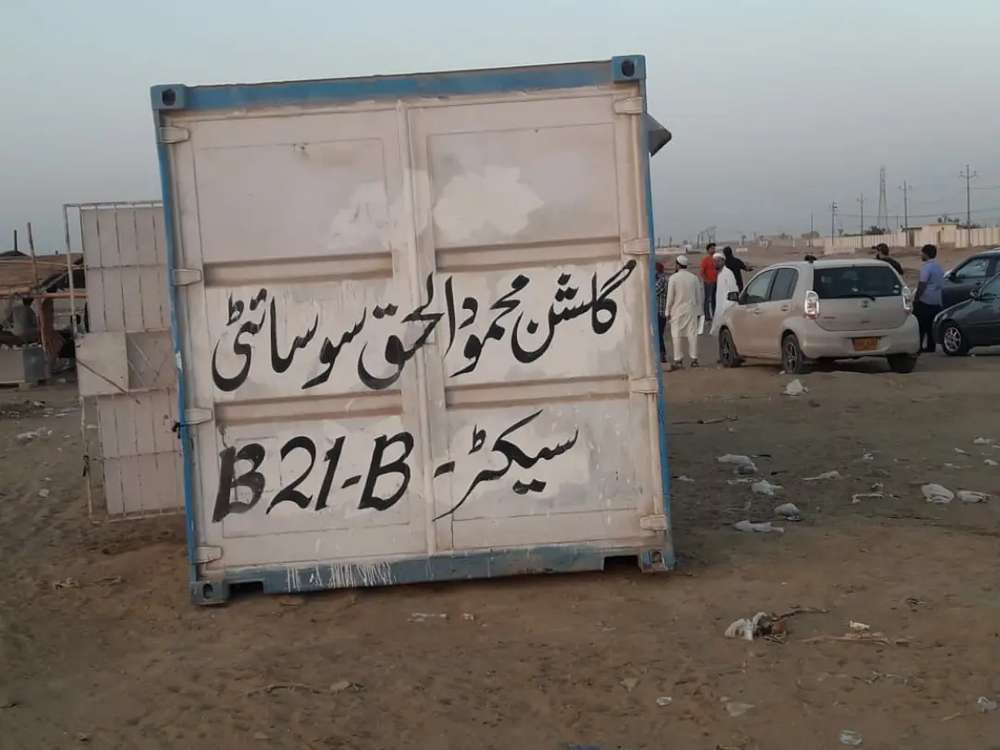 گلشن محمود الحق سوسائٹی
سیکٹر - B21-B